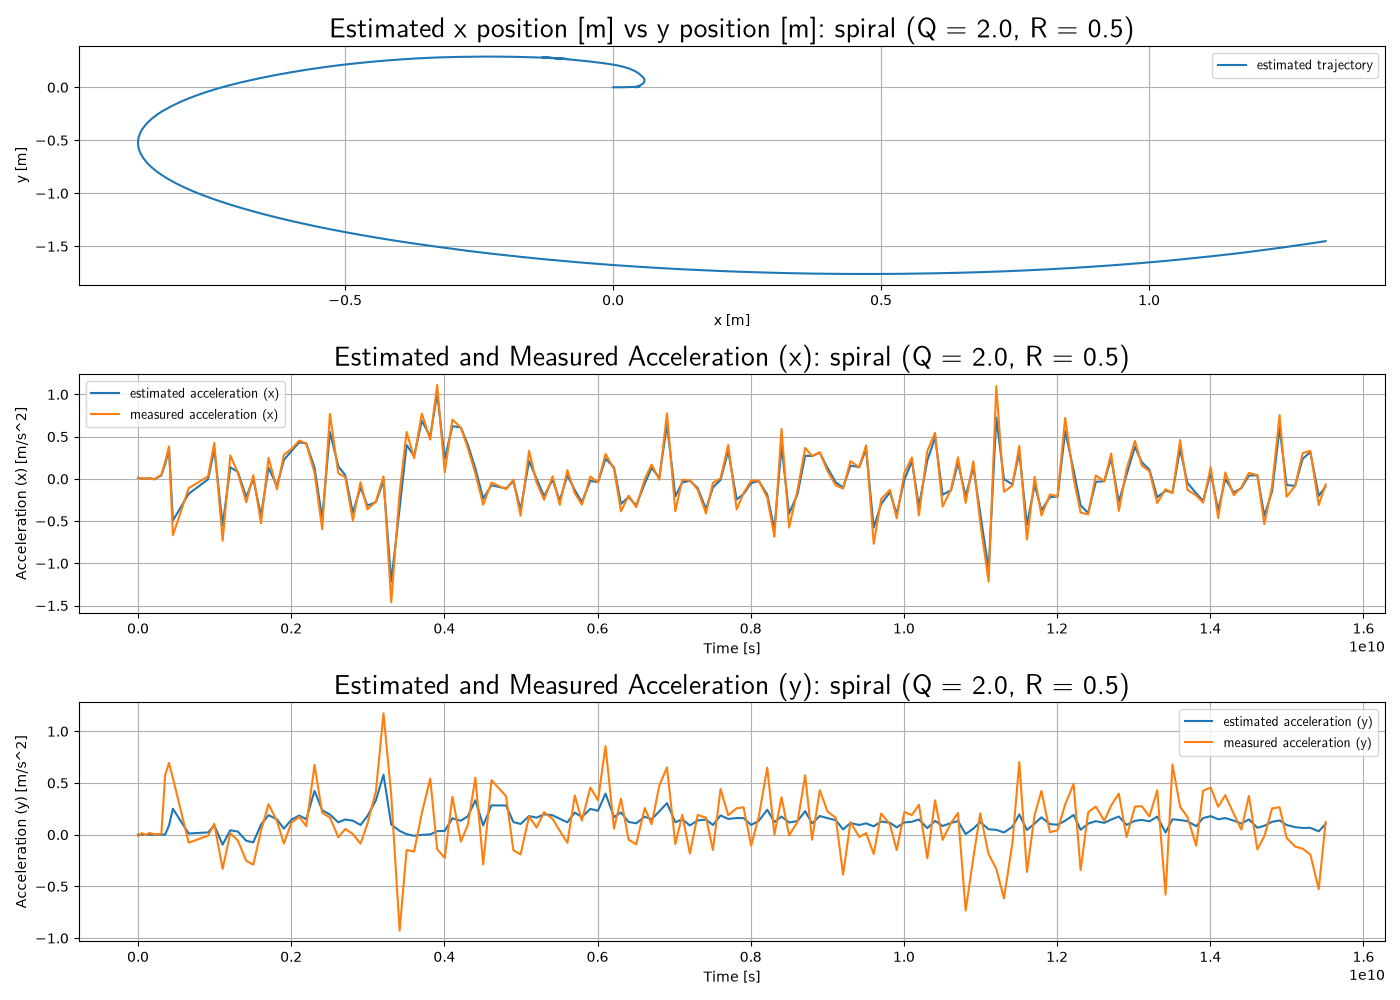 Estimated x position [m] vs y position [m]: spiral (Q = 2.0, R = 0.5)
estimated trajectory
y [m]
0.0
−0.5
−1.0
−1.5
−0.5 0.0 0.5 1.0
x [m]
Estimated and Measured Acceleration (x): spiral (Q = 2.0, R = 0.5)
estimated acceleration (x)
measured acceleration (x)
Acceleration (x) [m/s^2]
1.0
0.5
0.0
−0.5
−1.0
−1.5
0.0 0.2 0.4 0.6 0.8 1.0 1.2 1.4 1.6
1e10
Time [s]
Estimated and Measured Acceleration (y): spiral (Q = 2.0, R = 0.5)
estimated acceleration (y)
measured acceleration (y)
Acceleration (y) [m/s^2]
1.0
0.5
0.0
−0.5
−1.0
0.0 0.2 0.4 0.6 0.8 1.0 1.2 1.4 1.6
1e10
Time [s]